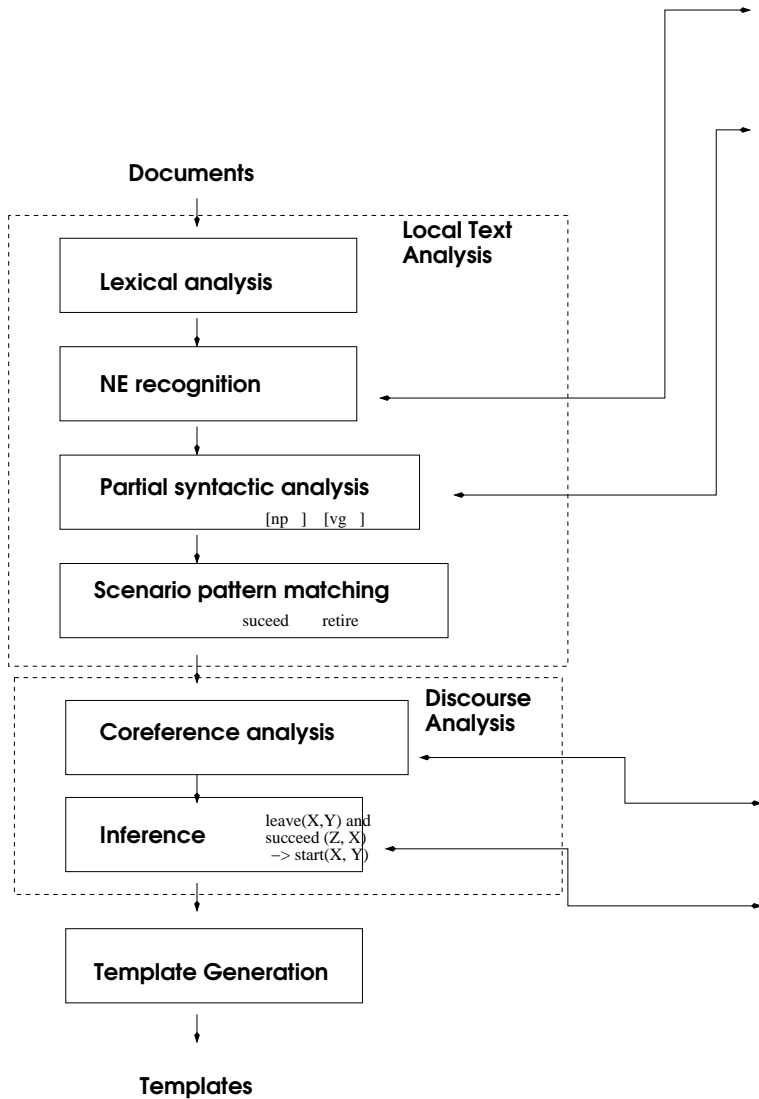 Documents
Local Text
Analysis
Lexical analysis
NE recognition
Partial syntactic analysis
[np ] [vg ]
Scenario pattern matching
suceed retire
Discourse
Analysis
Coreference analysis
Inference
leave(X,Y) and
succeed (Z, X)
–> start(X, Y)
Template Generation
Templates